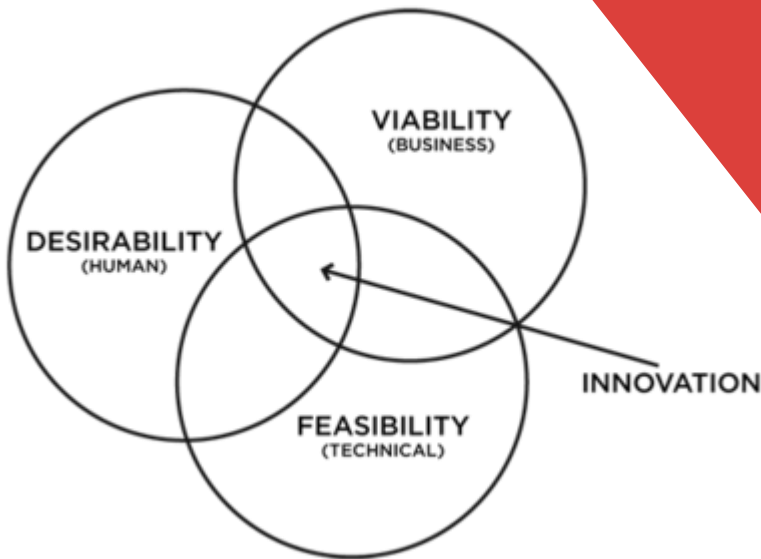 VIABILITY
(BUSINESS)
DESIRABILITY
(HUMAN)
INNOVATION
FEASIBILITY
(TECHNICAL)